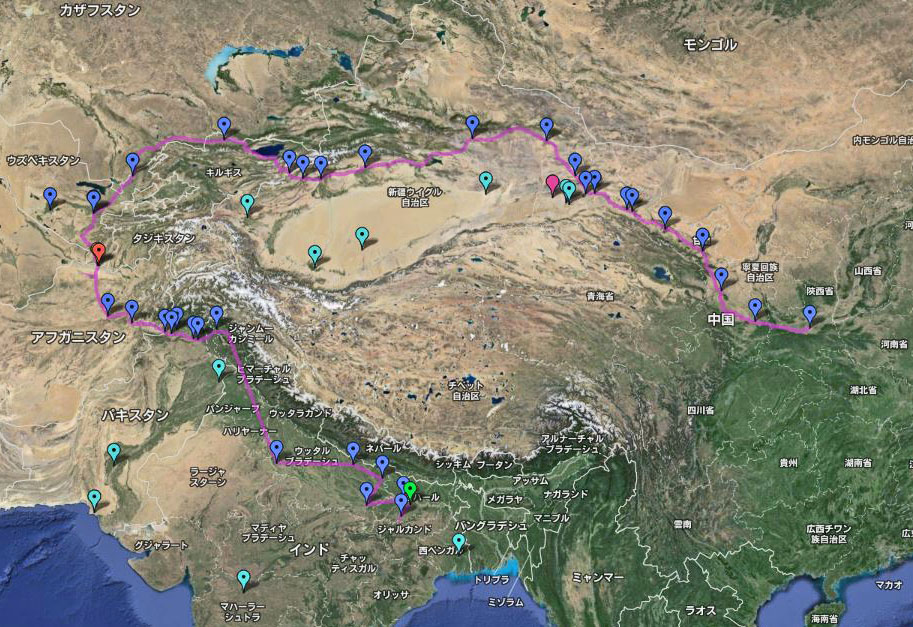 カザフスタン
モンゴル
内モンゴル自治
ウズベキスタン
キルギス
新疆ウイグル
自治区
タジキスタン
寧夏回族
自治区
山西省
陝西省
青海省
中国
河南省
アフガニスタン
ジャンムー
カシミール
ヒマーチャル
プラデーシュ
チベット
自治区
湖北省
パンジャーブ
ウッタラカンド
パキスタン
四川省
ハリヤーナー
アルナーチャル
プラデーシュ
ネパール
ウッタル
プラデーシュ
シッキム
ブータン
貴州
湖南省
ラージャ
スターン
アッサム
ナガランド
メガラヤ
ハール
マニプル
雲南
ジャルカンド
バングラデシュ
マディヤ
プラデーシュ
広西チワン
族自治区
グジャラート
インド
西ベンガル
チャッ
ティスガル
トリプラ
ミャンマー
マカオ
オリッサ
ミゾラム
マハーラー
シュトラ
ラオス
海南省